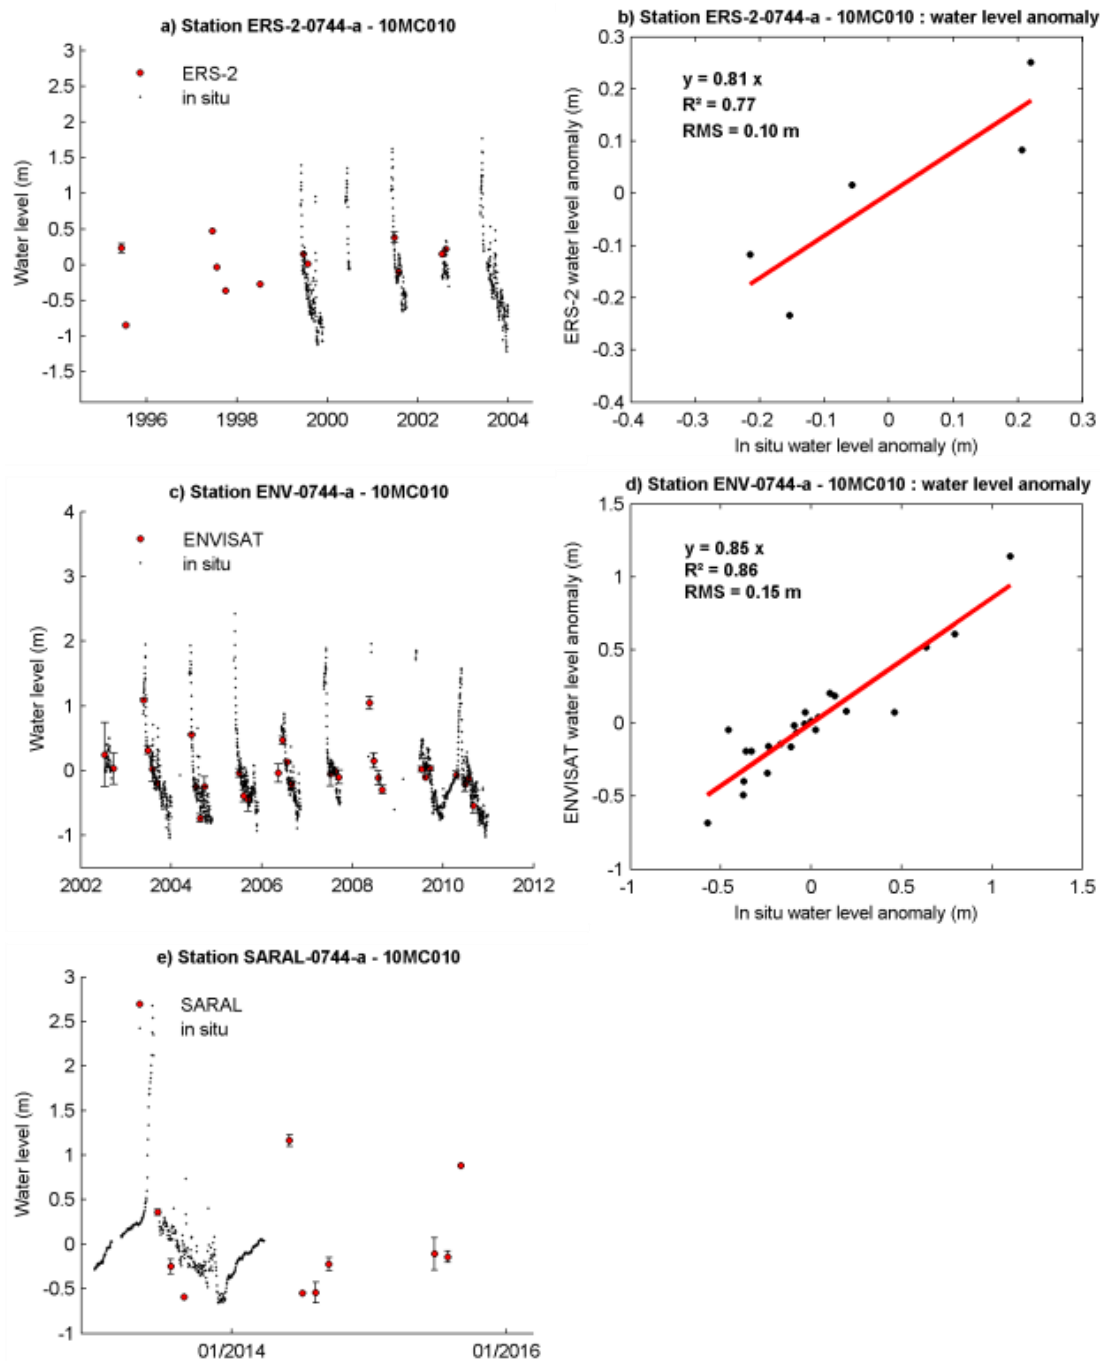 a) Station ERS-2-0744-a - 10MC010
Water level (m)
3
2.5
2
1.5
1
0.5
0
-0.5
-1
-1.5
ERS-2
in situ
1996
1998
2000
2002
2004
b) Station ERS-2-0744-a - 10MC010 : water level anomaly
ERS-2 water level anomaly (m)
0.3
0.2
0.1
0
-0.1
-0.2
-0.3
-0.4
y = 0.81 x
R² = 0.77
RMS = 0.10 m
-0.4
-0.3
-0.2
-0.1
0
0.1
0.2
0.3
In situ water level anomaly (m)
c) Station ENV-0744-a - 10MC010
Water level (m)
4
3
2
1
0
-1
ENVISAT
in situ
2002
2004
2006
2008
2010
2012
d) Station ENV-0744-a - 10MC010 : water level anomaly
ENVISAT water level anomaly (m)
1.5
1
0.5
0
-0.5
-1
y = 0.85 x
R² = 0.86
RMS = 0.15 m
-1
-0.5
0
0.5
1
1.5
In situ water level anomaly (m)
e) Station SARAL-0744-a - 10MC010
Water level (m)
3
2.5
2
1.5
1
0.5
0
-0.5
-1
SARAL
in situ
01/2014
01/2016